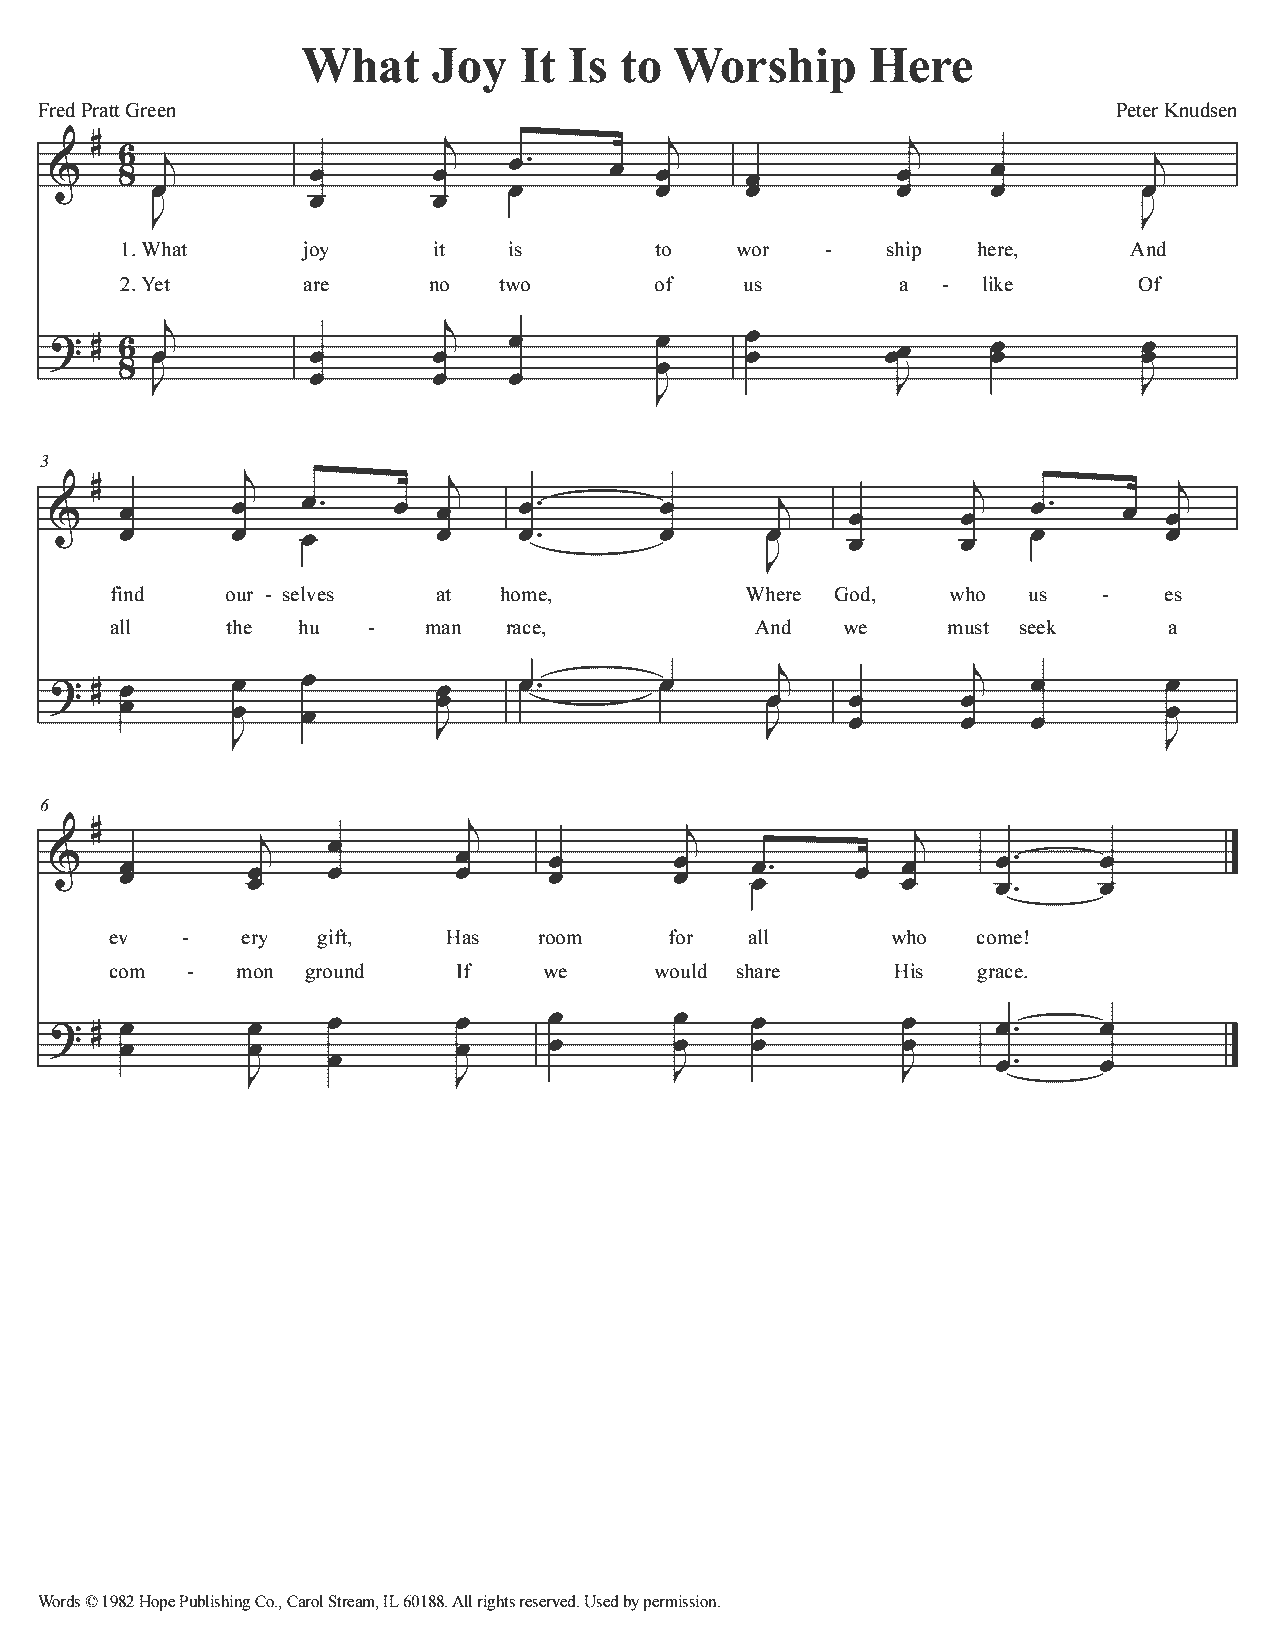 What Joy It Is to Worship Here
Fred Pratt Green Peter Knudsen
6 8
1. What joy it is to wor - ship here, And
2. Yet are no two of us a - like Of
6 8
3
find our - selves at home, Where God, who us - es
all the hu - man race, And we must seek a
6
ev - ery gift, Has room for all who come!
com - mon ground If we would share His grace.
Words © 1982 Hope Publishing Co., Carol Stream, IL 60188. All rights reserved. Used by permission.